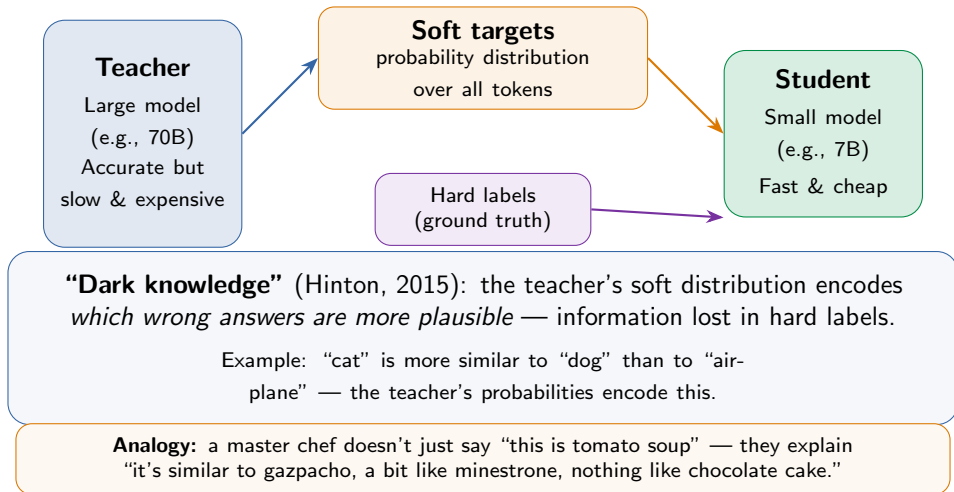 Teacher
Large model
(e.g., 70B)
Accurate but
slow & expensive
Soft targets
probability distribution
over all tokens
Student
Small model
(e.g., 7B)
Fast & cheap
Hard labels
(ground truth)
“Dark knowledge” (Hinton, 2015): the teacher’s soft distribution encodes
which wrong answers are more plausible — information lost in hard labels.
Example: “cat” is more similar to “dog” than to “air-
plane” — the teacher’s probabilities encode this.
Analogy: a master chef doesn’t just say “this is tomato soup” — they explain
“it’s similar to gazpacho, a bit like minestrone, nothing like chocolate cake.”